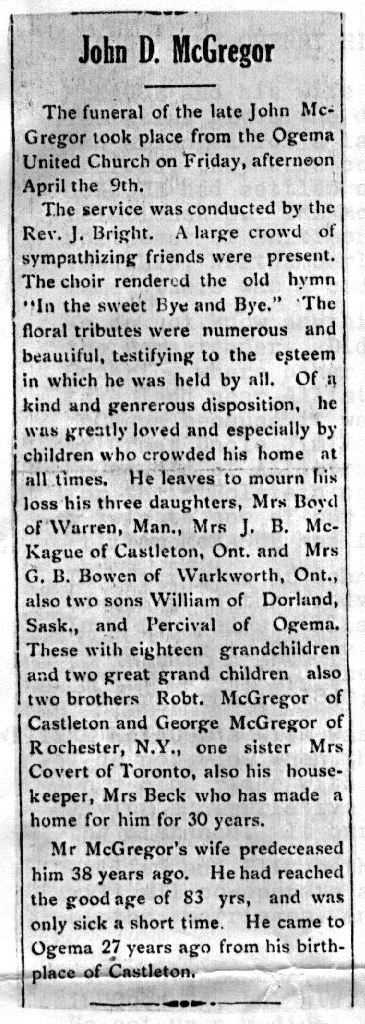 John D. McGregor
The funeral of the late John Mc-
Gregor took place from the Ogema
United Church on Friday, afternoon
April the 9th.
The service was conducted by the
Rev. J. Bright. A large crowd of
sympathizing friends were present.
The choir rendered the old hymn
"In the sweet Bye and Bye." The
floral tributes were numerous and
beautiful, testifying to the esteem
in which he was held by all. Of a
kind and genrerous disposition, he
was greatly loved and especially by
children who crowded his home at
all times. He leaves to mourn his
loss his three daughters, Mrs Boyd
of Warren, Man., Mrs J. B. Mc-
Kague of Castleton, Ont. and Mrs
G. B. Bowen of Warkworth, Ont.,
also two sons William of Dorland,
Sask., and Percival of Ogema.
These with eighteen grandchildren
and two great grand children also
two brothers Robt. McGregor of
Castleton and George McGregor of
Rochester, N.Y., one sister Mrs
Covert of Toronto, also his house-
keeper, Mrs Beck who has made a
home for him for 30 years.
Mr McGregor's wife predeceased
him 38 years ago. He had reached
the good age of 83 yrs, and was
only sick a short time. He came to
Ogema 27 years ago from his birth-
place of Castleton.